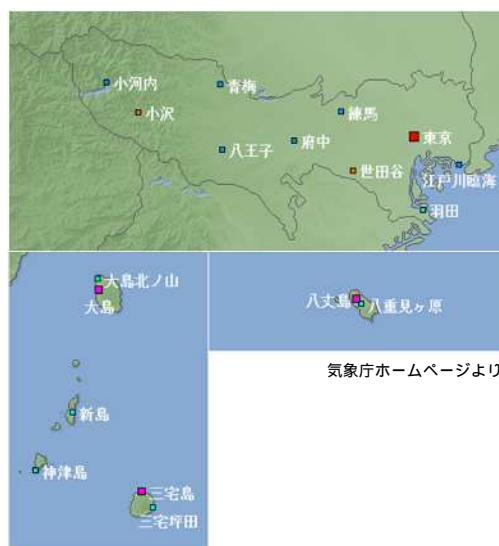 小河内
青梅
小沢
練馬
東京
府中
八王子
世田谷
江戸川臨海
羽田
大島北ノ山
大島
八丈島
八重見ヶ原
気象庁ホームページより
新島
神津島
三宅島
三宅坪田